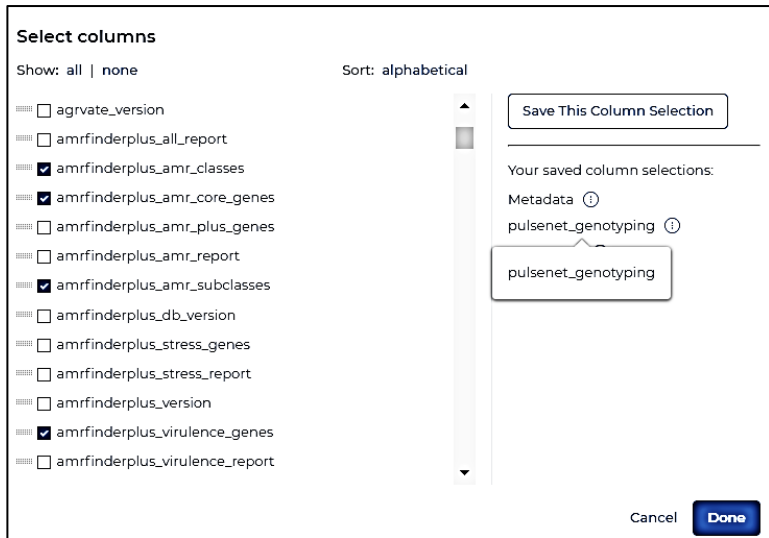 Select columns
Show: all | none
Sort: alphabetical
agrvate_version
amrfinderplus_all_report
amrfinderplus_amr_classes
amrfinderplus_amr_core_genes
amrfinderplus_amr_plus_genes
amrfinderplus_amr_report
amrfinderplus_amr_subclasses
amrfinderplus_db_version
amrfinderplus_stress_genes
amrfinderplus_stress_report
amrfinderplus_version
amrfinderplus_virulence_genes
amrfinderplus_virulence_report
Save This Column Selection
Your saved column selections:
Metadata
pulsenet_genotyping
pulsenet_genotyping
Cancel
Done